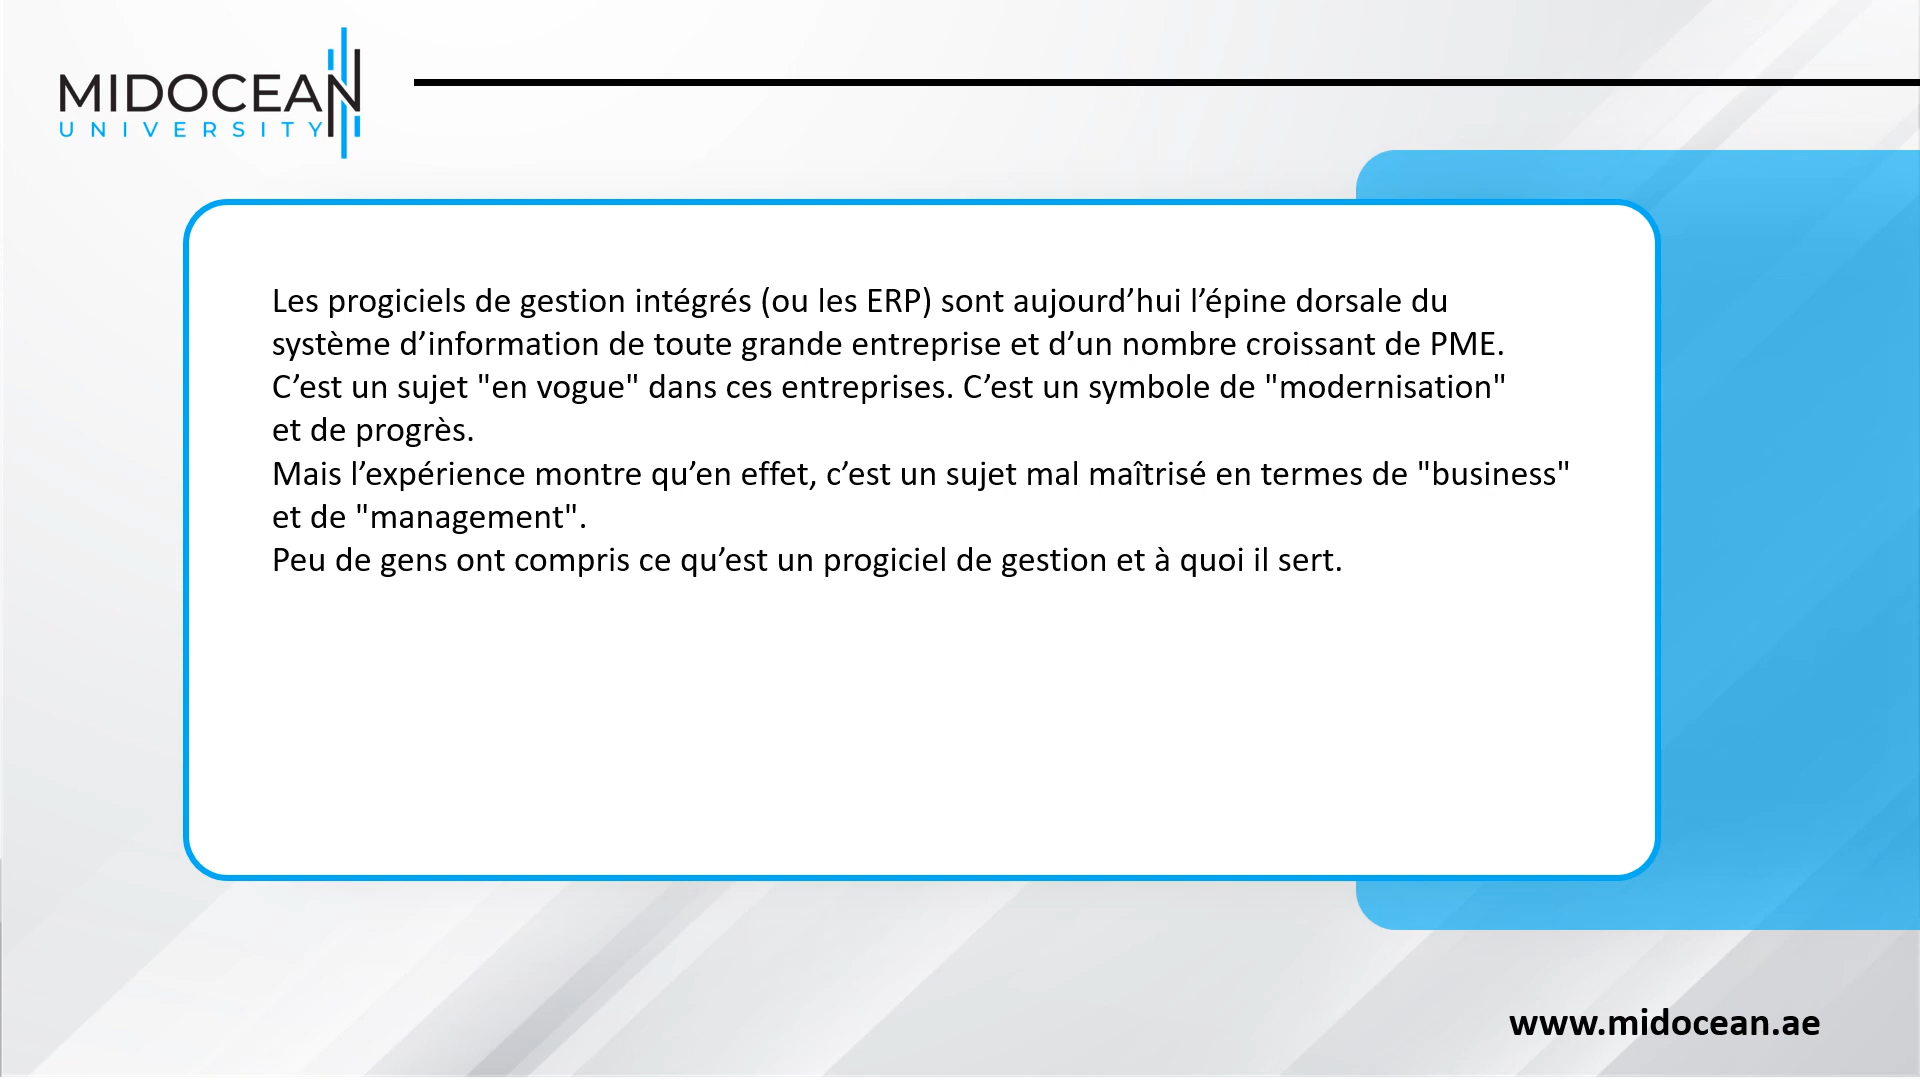 MIDOCEAN
UNIVERSITY
Les progiciels de gestion intégrés (ou les ERP) sont aujourd’hui l’épine dorsale du
système d’information de toute grande entreprise et d’un nombre croissant de PME.
C’est un sujet "en vogue" dans ces entreprises. C’est un symbole de "modernisation"
et de progrès.
Mais l’expérience montre qu’en effet, c’est un sujet mal maîtrisé en termes de "business"
et de "management".
Peu de gens ont compris ce qu’est un progiciel de gestion et à quoi il sert.
www.midocean.ae